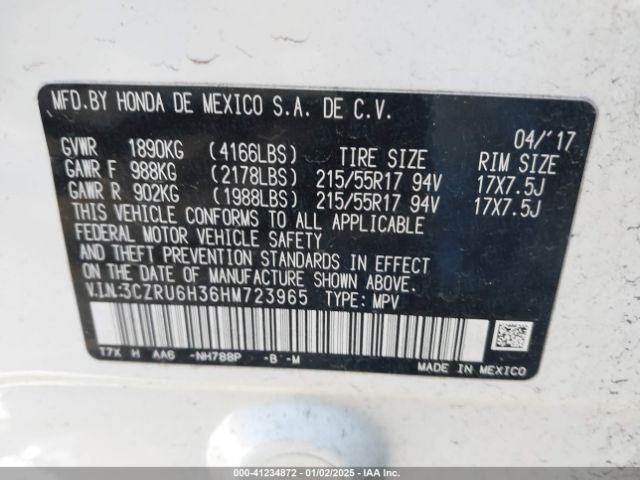 MFD.BY HONDA DE MEXICO S.A. DE C.V.
04/'17
GVWR 1890KG (4166LBS) TIRE SIZE RIM SIZE
GAWR F 988KG (2178LBS) 215/55R17 94V 17X7.5J
GAWR R 902KG (1988LBS) 215/55R17 94V 17X7.5J
THIS VEHICLE CONFORMS TO ALL APPLICABLE
FEDERAL MOTOR VEHICLE SAFETY
AND THEFT PREVENTION STANDARDS IN EFFECT
ON THE DATE OF MANUFACTURE SHOWN ABOVE.
V.I.N:3CZRU6H36HM723965 TYPE: MPV
T7X H AA6 -NH788P -B -M
MADE IN MEXICO
000-41234872 | 01/02/2025 | IAAI.com